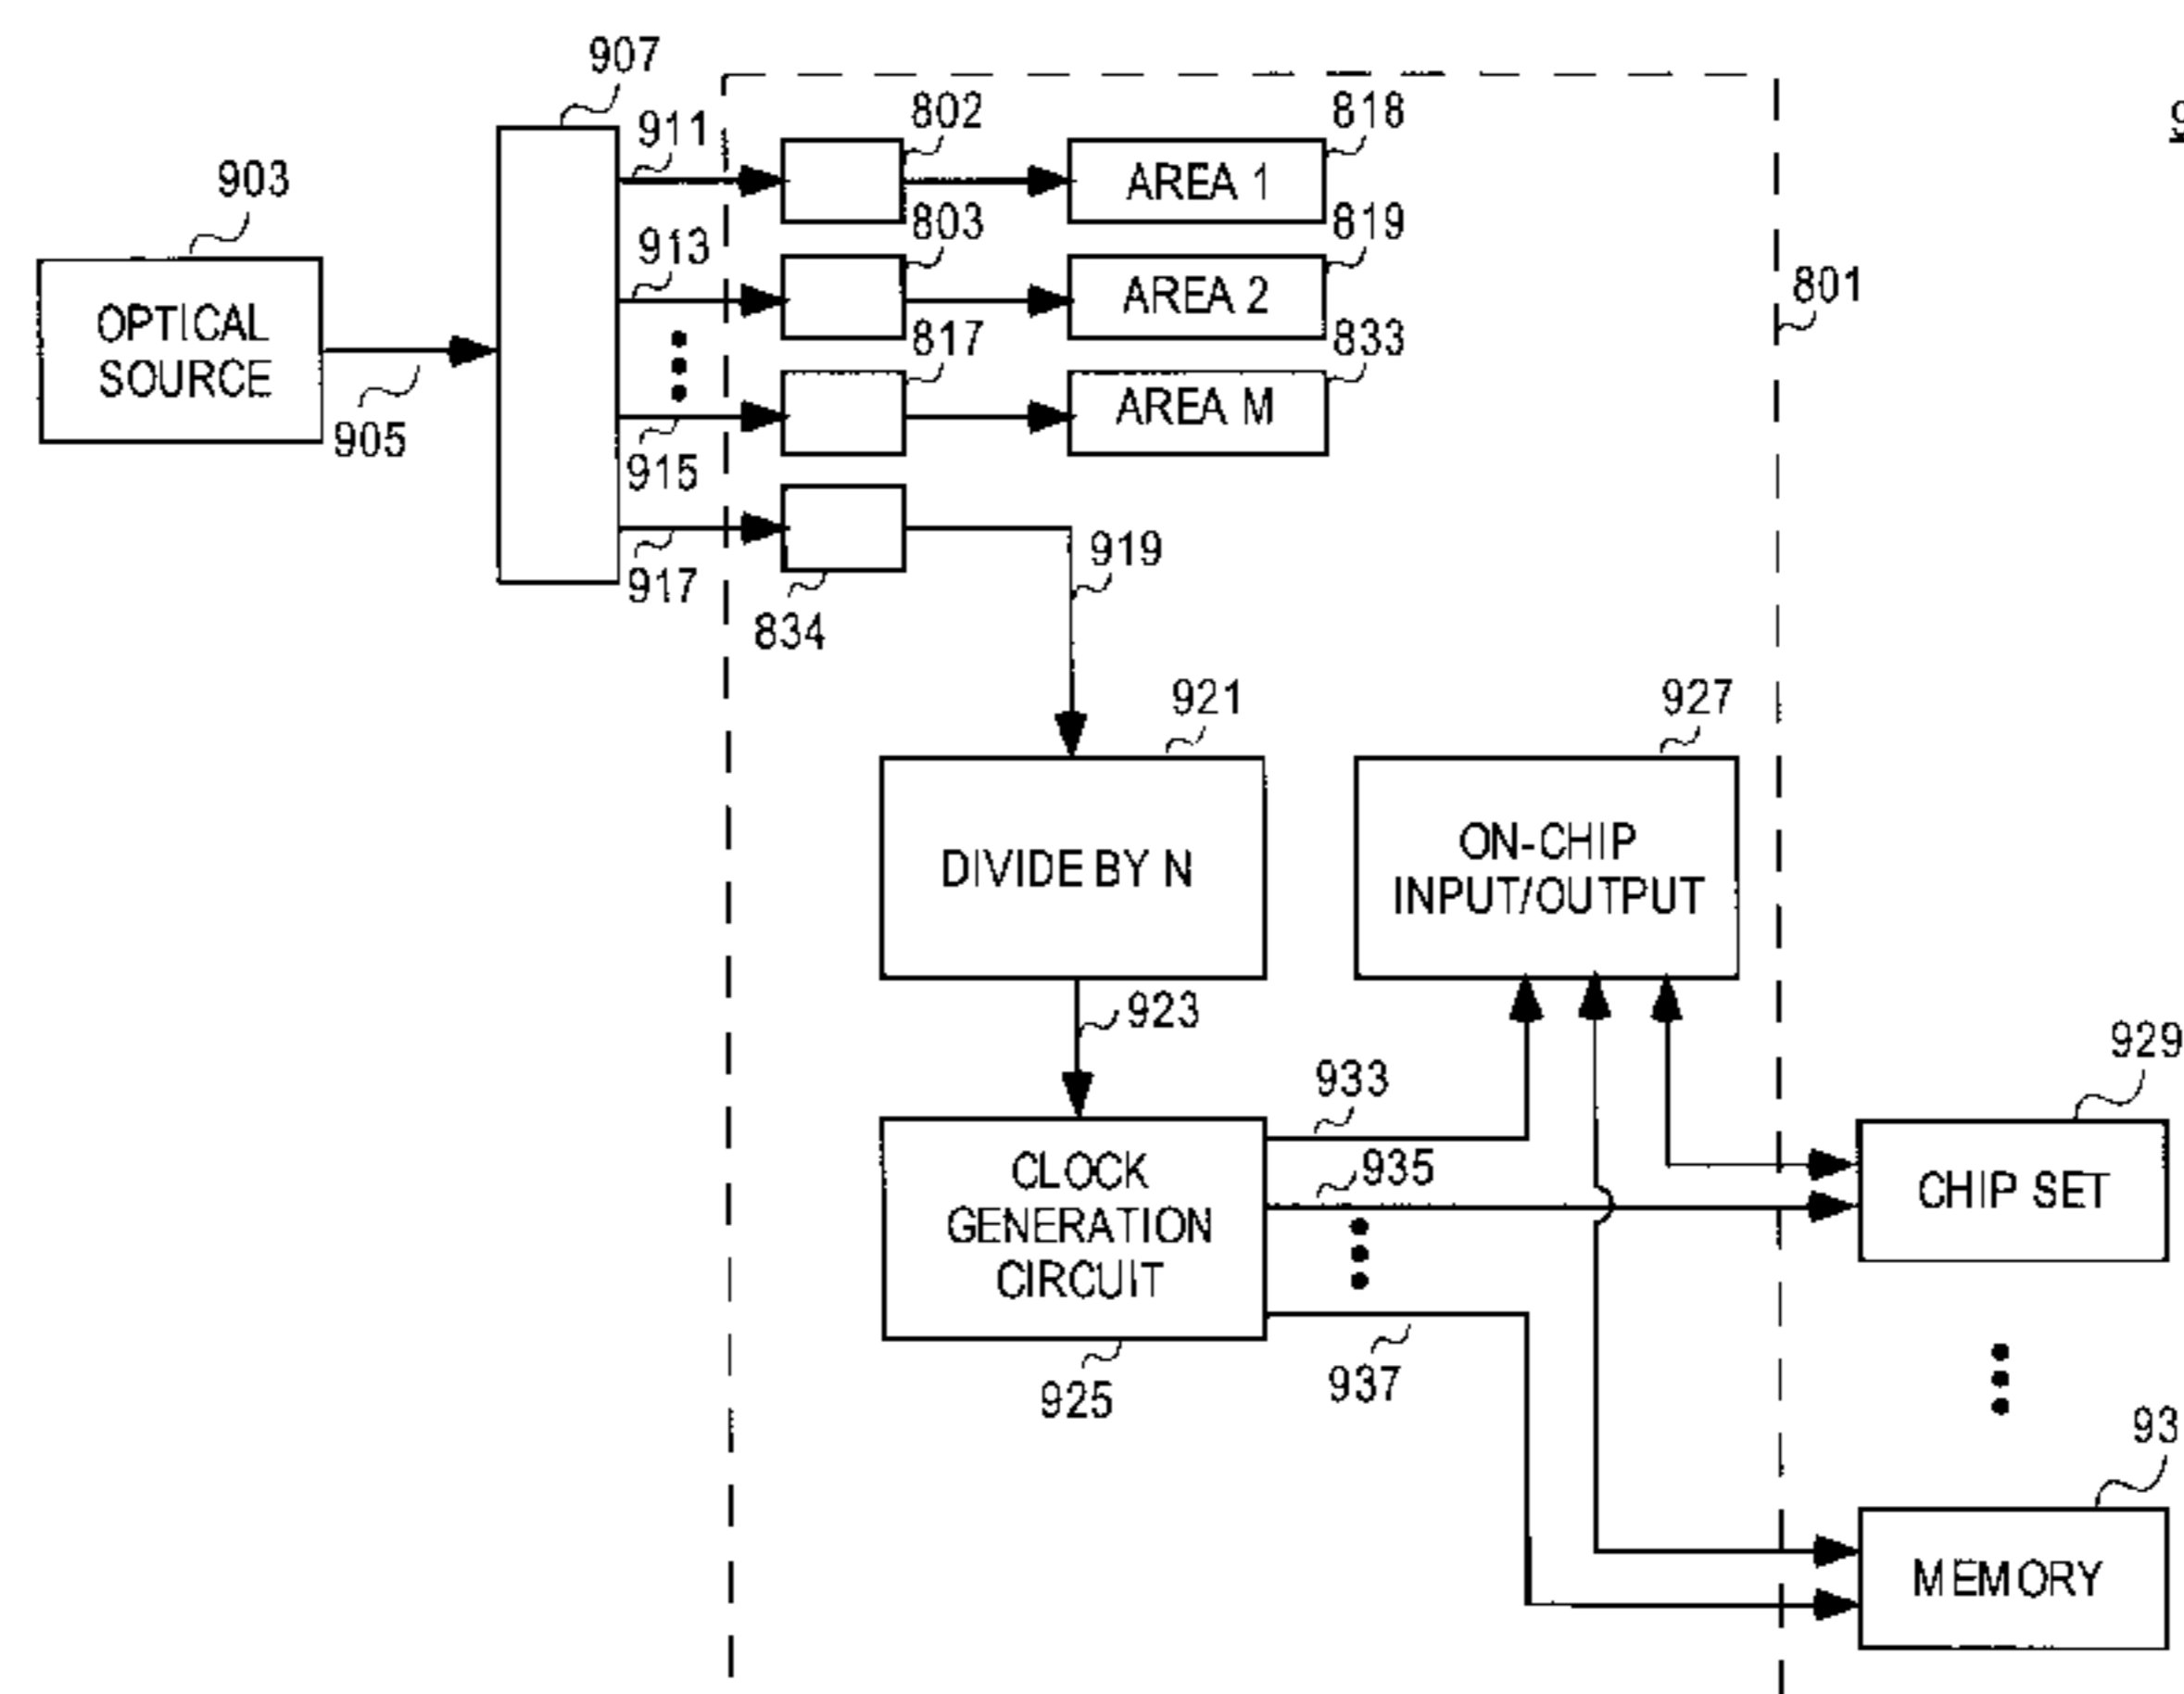 907
911
802
818
9
903
AREA 1
913
803
819
801
OPTICAL
SOURCE
AREA 2
817
833
905
915
AREA M
917
834
919
921
927
DIVIDE BY N
ON-CHIP
INPUT/OUTPUT
923
929
933
CLOCK
GENERATION
CIRCUIT
935
CHIP SET
937
925
93
MEMORY